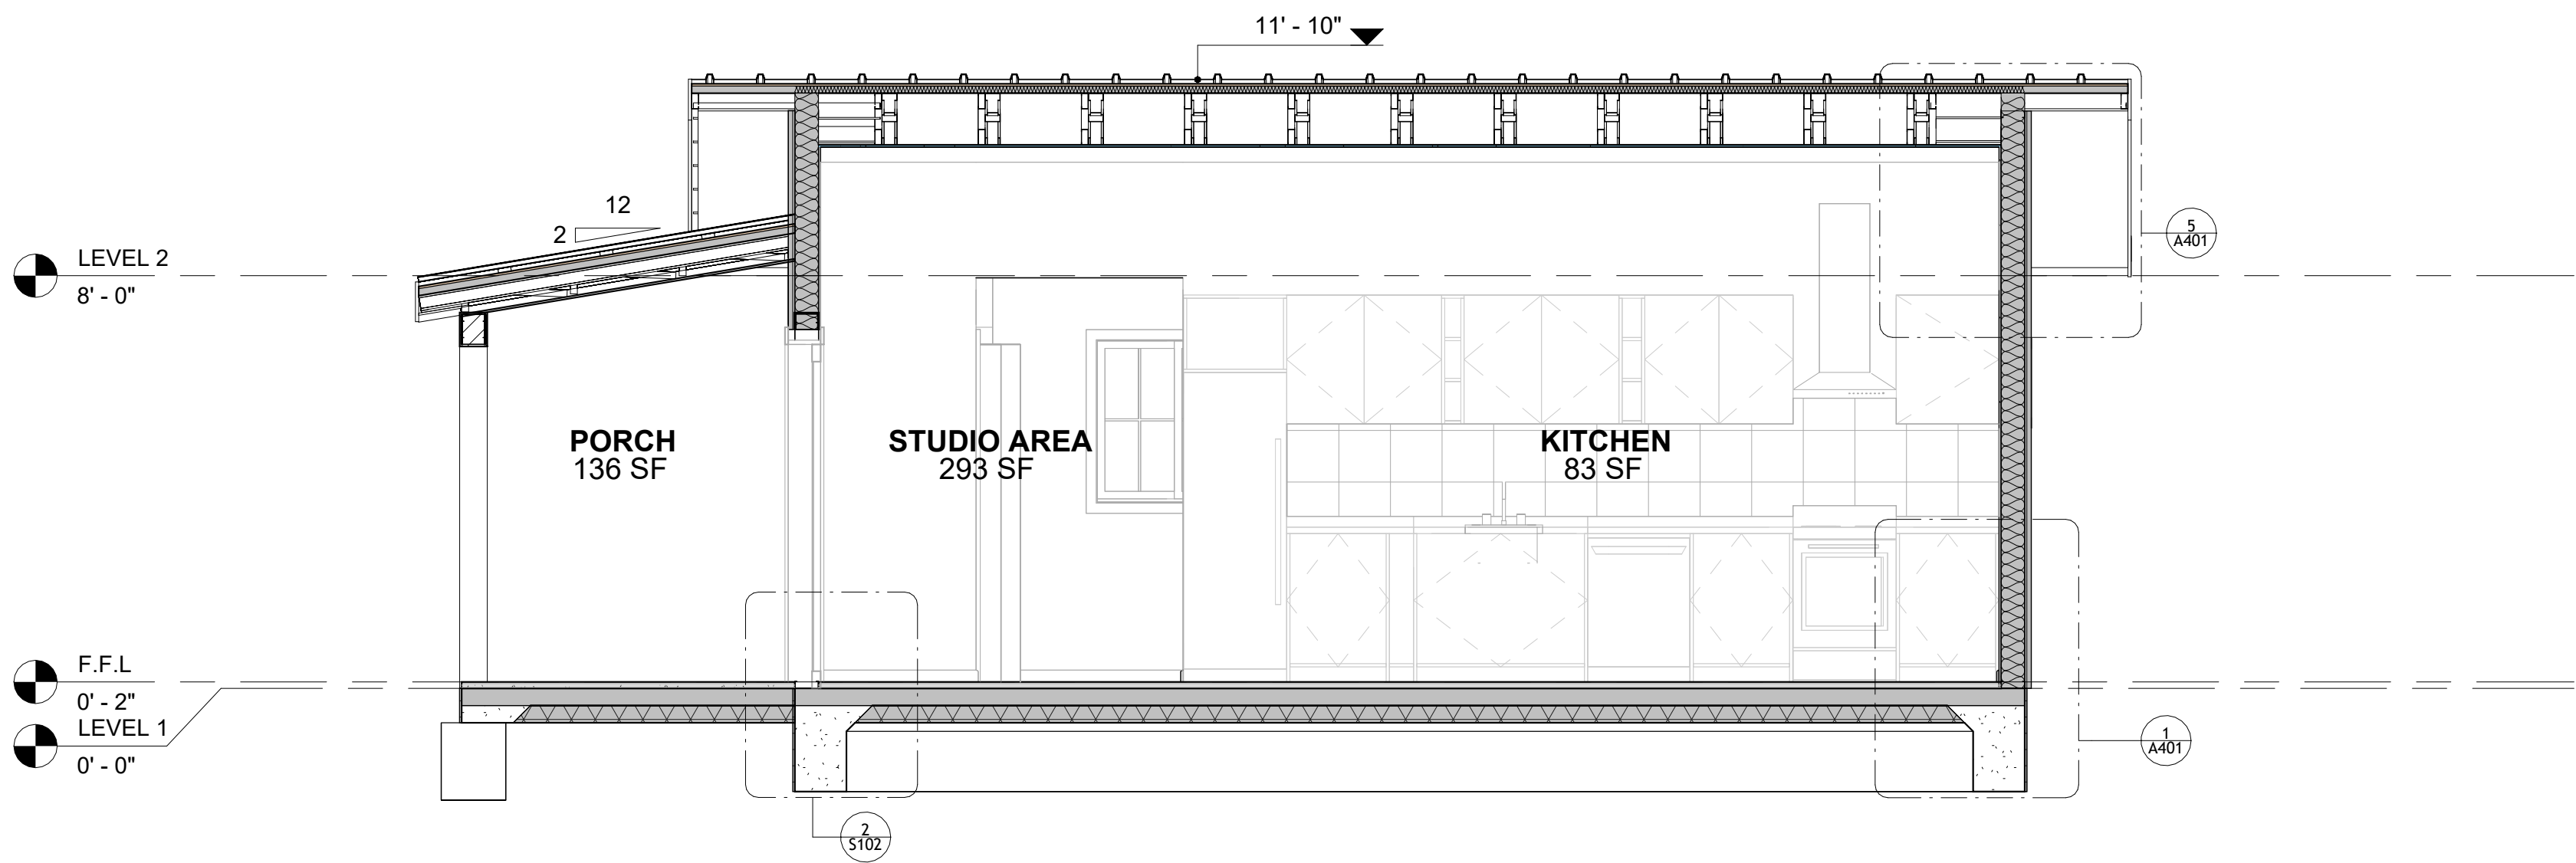 11' - 10"
12
2
LEVEL 2
8' - 0"
5
A401
PORCH
136 SF
STUDIO AREA
293 SF
KITCHEN
83 SF
F.F.L
0' - 2"
LEVEL 1
0' - 0"
1
A401
2
S102